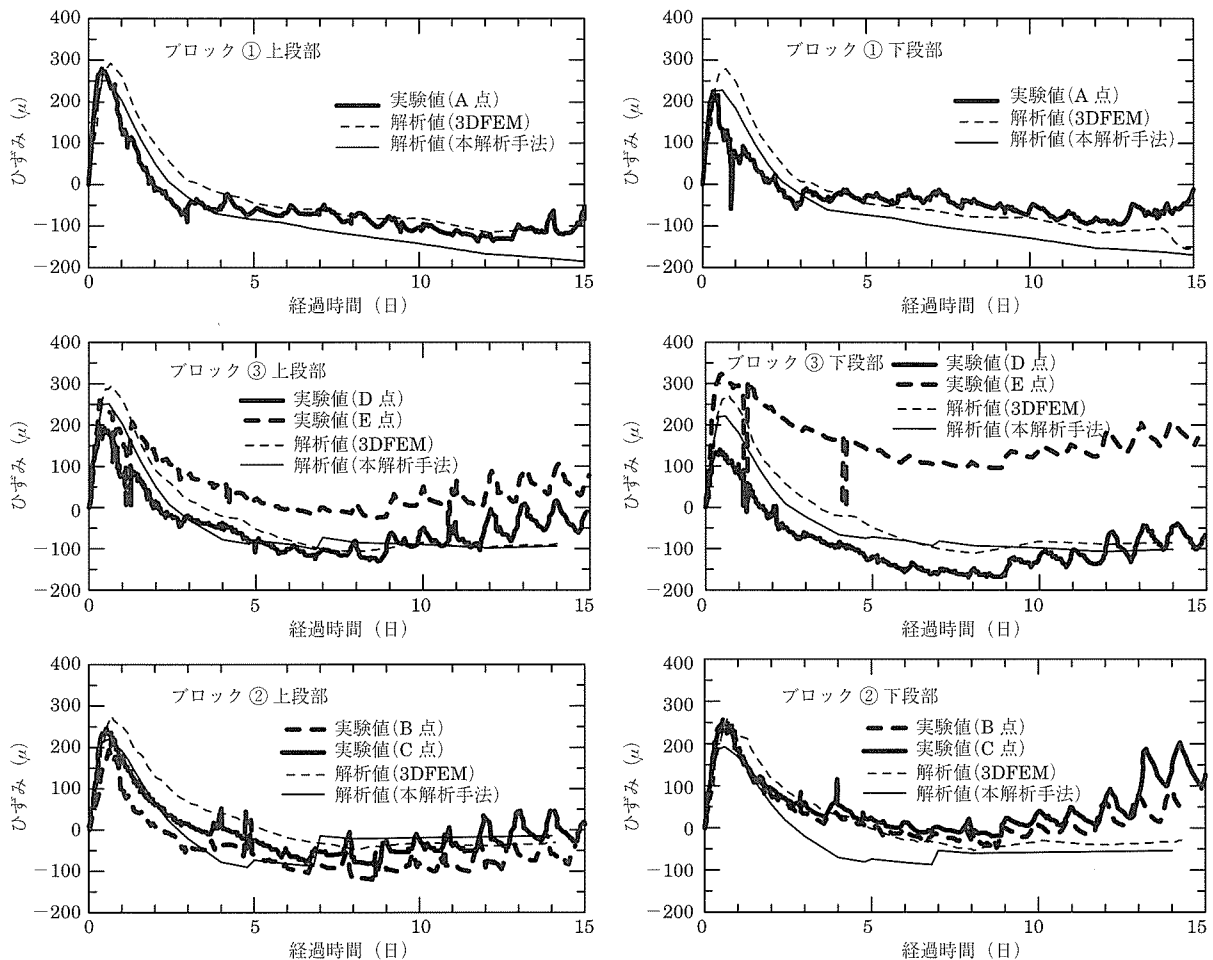 400
300
200
100
0
−100
−200
ひずみ (μ)
ブロック ① 上段部
実験値(A 点)
解析値(3DFEM)
解析値(本解析手法)
0
5
10
15
経過時間 (日)
400
300
200
100
0
−100
−200
ひずみ (μ)
ブロック ① 下段部
実験値(A 点)
解析値(3DFEM)
解析値(本解析手法)
0
5
10
15
経過時間 (日)
400
300
200
100
0
−100
−200
ひずみ (μ)
ブロック ③ 上段部
実験値(D 点)
実験値(E 点)
解析値(3DFEM)
解析値(本解析手法)
0
5
10
15
経過時間 (日)
400
300
200
100
0
−100
−200
ひずみ (μ)
ブロック ③ 下段部
実験値(D 点)
実験値(E 点)
解析値(3DFEM)
解析値(本解析手法)
0
5
10
15
経過時間 (日)
400
300
200
100
0
−100
−200
ひずみ (μ)
ブロック ② 上段部
実験値(B 点)
実験値(C 点)
解析値(3DFEM)
解析値(本解析手法)
0
5
10
15
経過時間 (日)
400
300
200
100
0
−100
−200
ひずみ (μ)
ブロック ② 下段部
実験値(B 点)
実験値(C 点)
解析値(3DFEM)
解析値(本解析手法)
0
5
10
15
経過時間 (日)